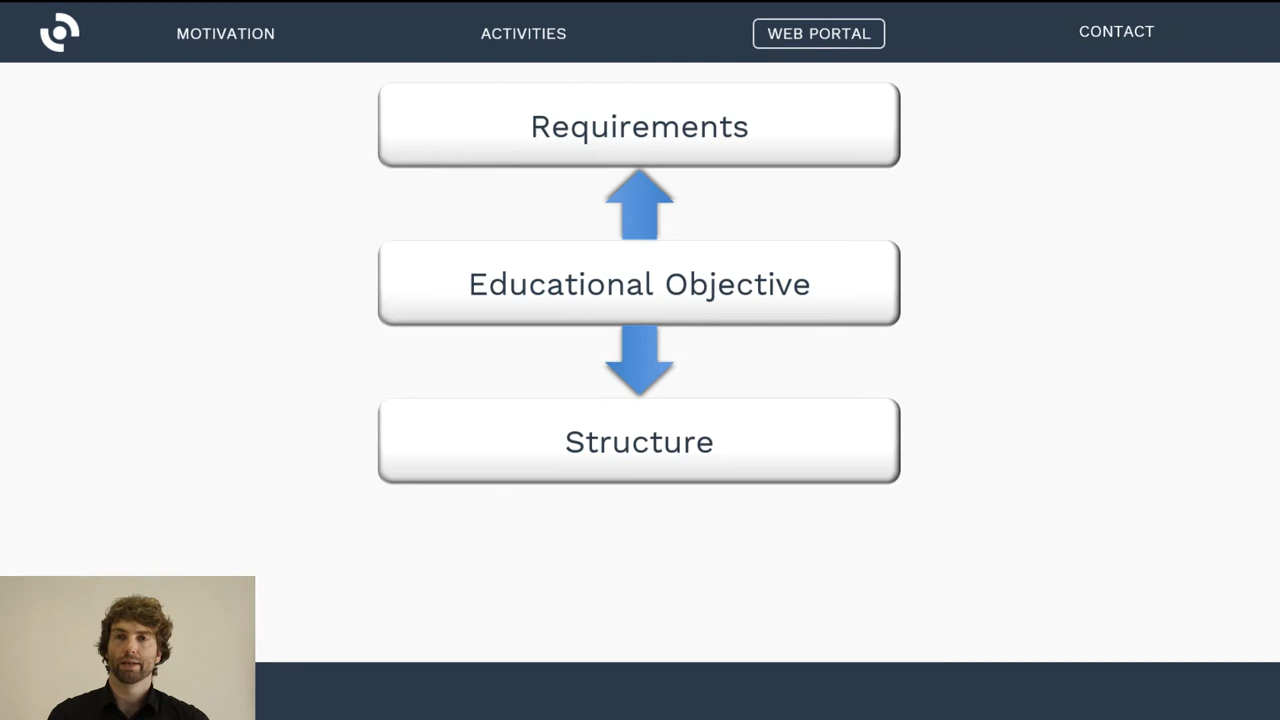 MOTIVATION
ACTIVITIES
WEB PORTAL
CONTACT
Requirements
Educational Objective
Structure